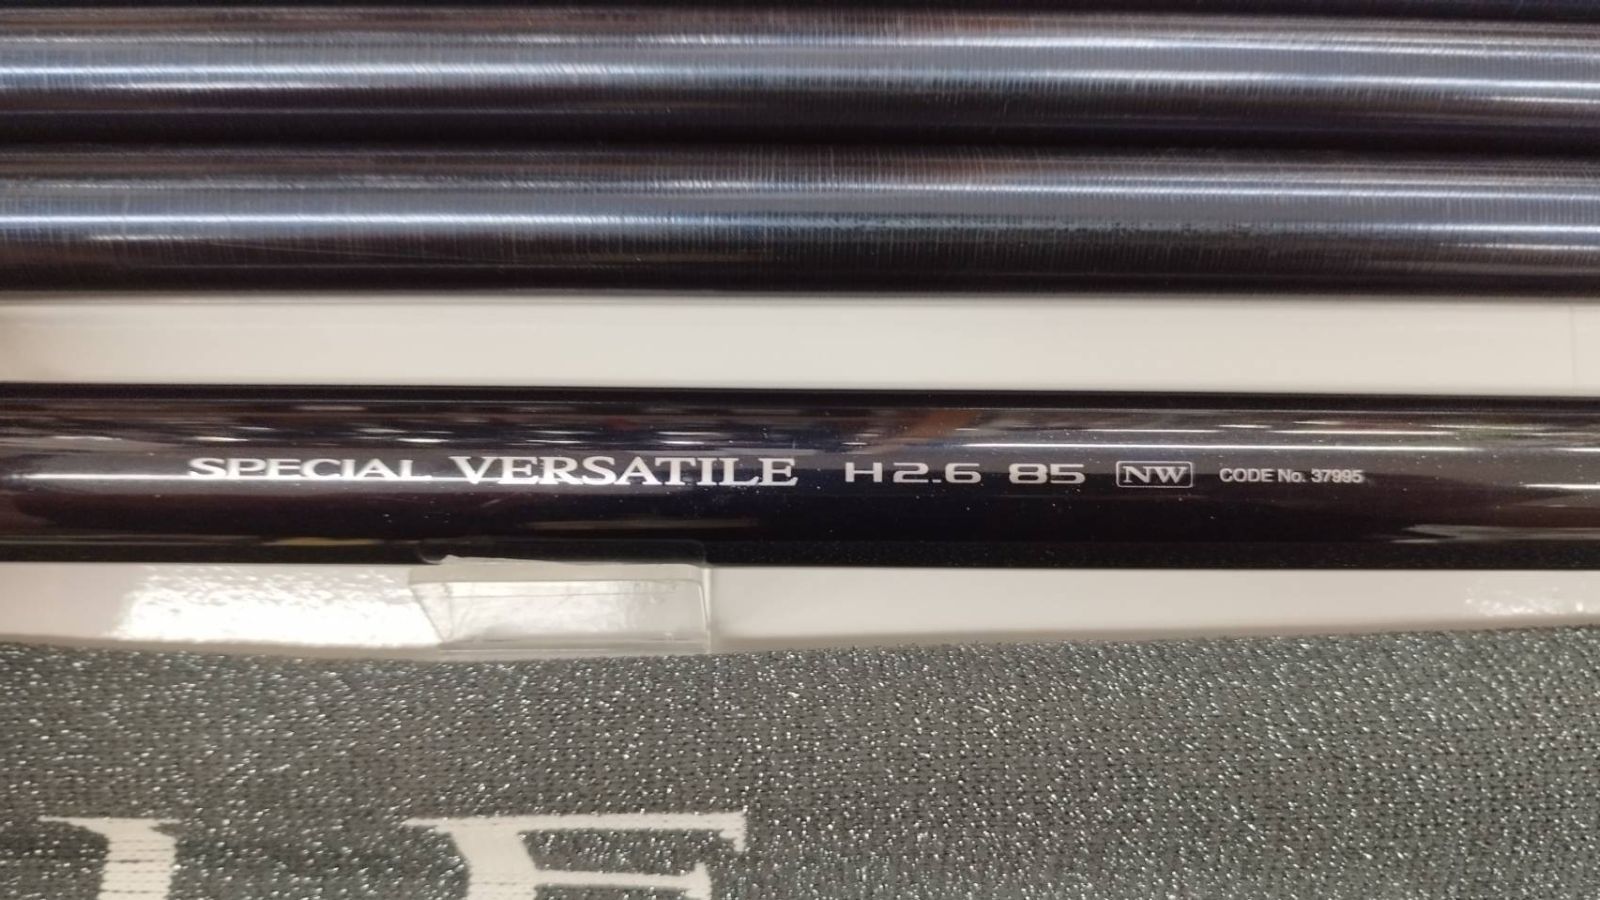 SPECIAL VERSATILE H2.6 85 NW CODE No. 37995